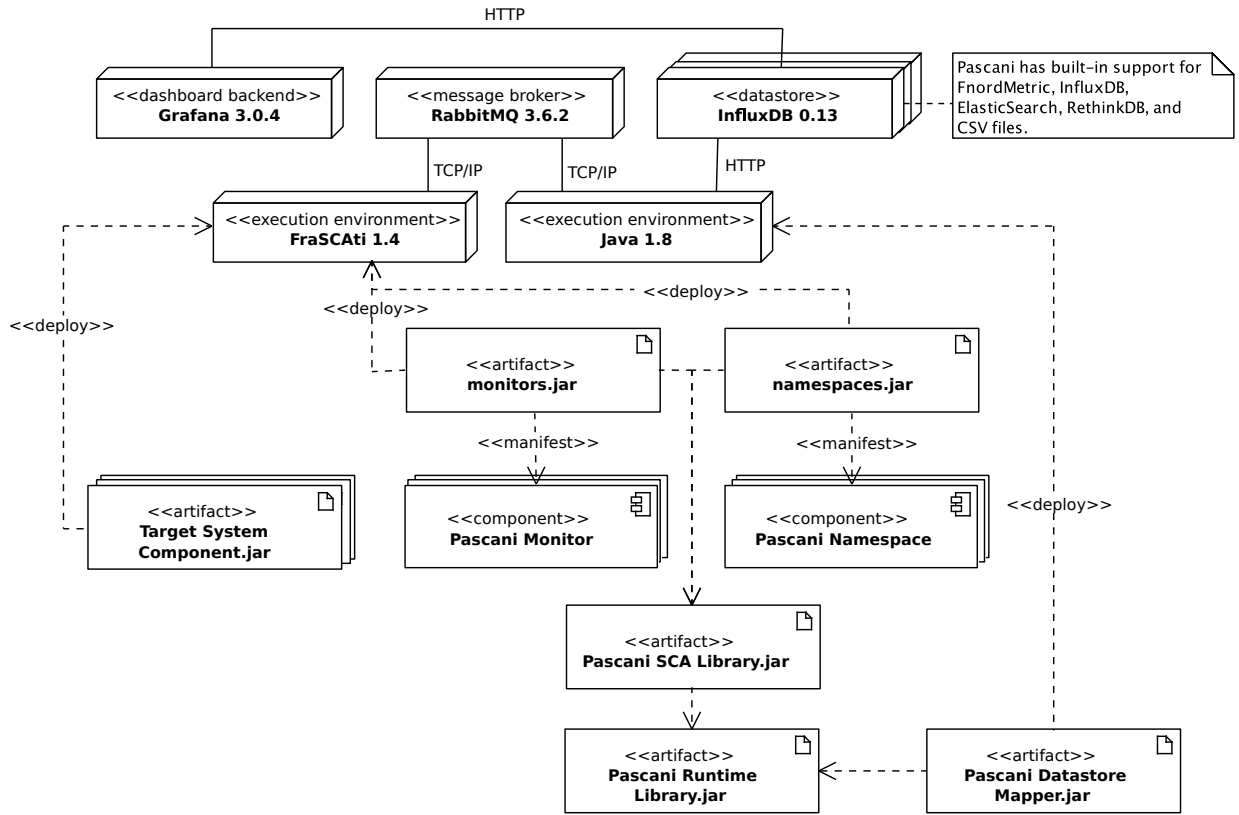 HTTP
<<dashboard backend>>
Grafana 3.0.4
<<message broker>>
RabbitMQ 3.6.2
<<datastore>>
InfluxDB 0.13
Pascani has built-in support for
FnordMetric, InfluxDB,
ElasticSearch, RethinkDB, and
CSV files.
TCP/IP
TCP/IP
HTTP
<<execution environment>>
FraSCAti 1.4
<<execution environment>>
Java 1.8
<<deploy>>
<<deploy>>
<<deploy>>
<<artifact>>
monitors.jar
<<artifact>>
namespaces.jar
<<manifest>>
<<manifest>>
<<artifact>>
Target System
Component.jar
<<component>>
Pascani Monitor
<<component>>
Pascani Namespace
<<deploy>>
<<artifact>>
Pascani SCA Library.jar
<<artifact>>
Pascani Runtime
Library.jar
<<artifact>>
Pascani Datastore
Mapper.jar